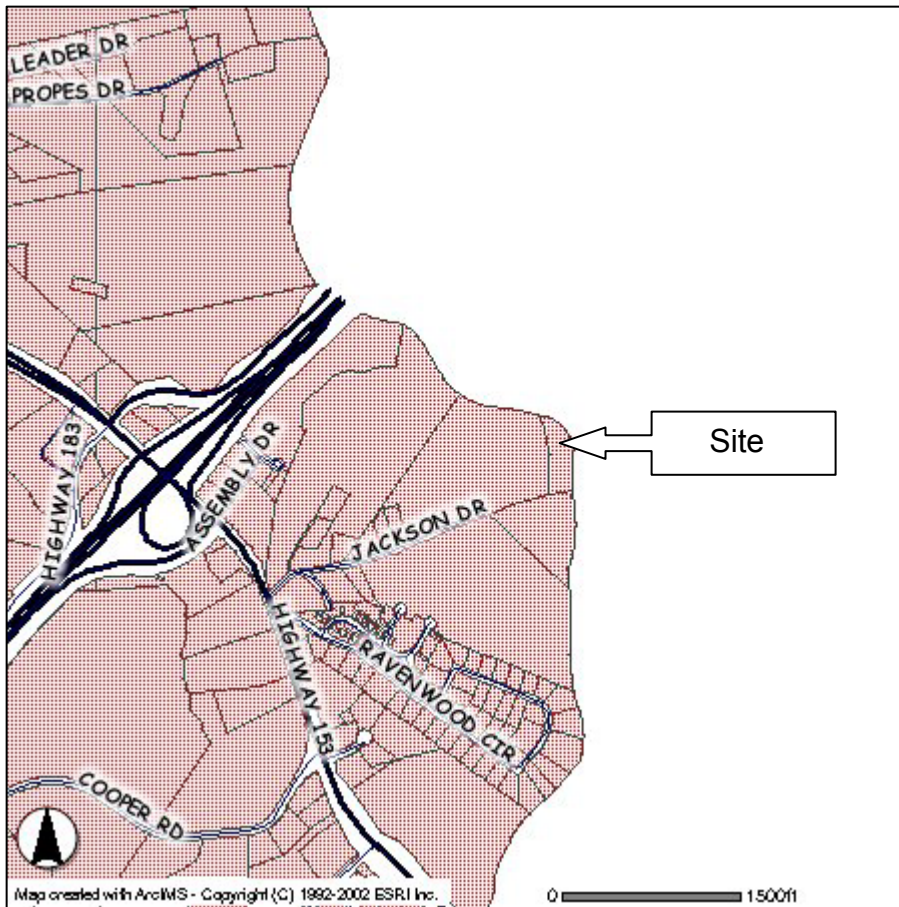 LEADER DR
PROPES DR
Site
HIGHWAY 183
ASSEMBLY DR
JACKSON DR
HIGHWAY 153
RAVENWOOD CIR
COOPER RD
Map created with ArcIMS - Copyright (C) 1992-2002 ESRI Inc.
0 1500ft